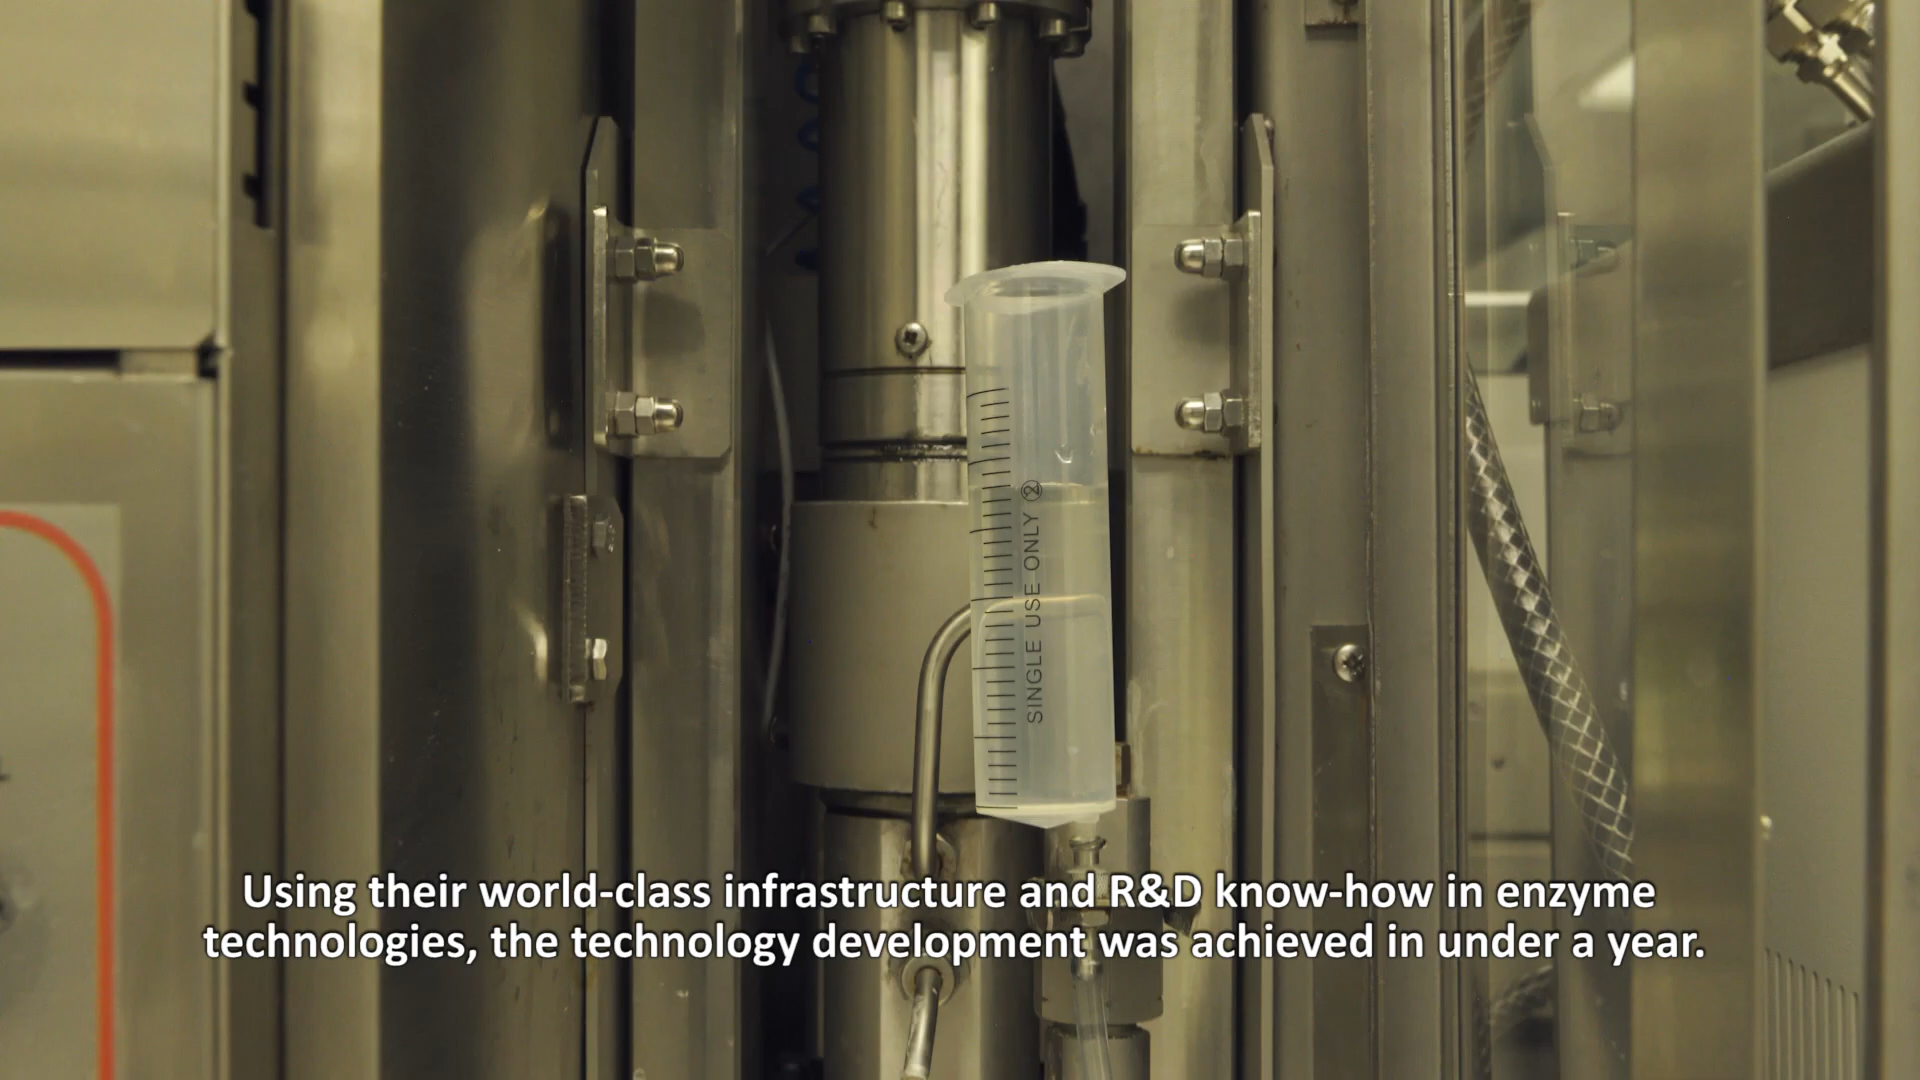 SINGLE USE ONLY ②
Using their world-class infrastructure and R&D know-how in enzyme
technologies, the technology development was achieved in under a year.